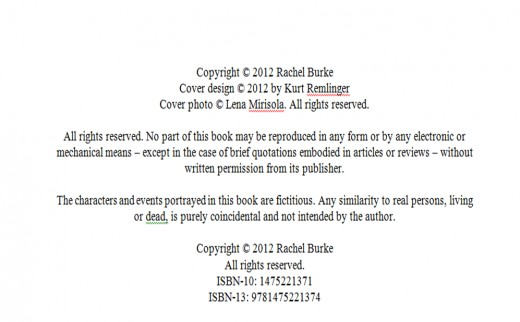 Copyright © 2012 Rachel Burke
Cover design © 2012 by Kurt Remlinger
Cover photo © Lena Mirisola. All rights reserved.
All rights reserved. No part of this book may be reproduced in any form or by any electronic or
mechanical means – except in the case of brief quotations embodied in articles or reviews – without
written permission from its publisher.
The characters and events portrayed in this book are fictitious. Any similarity to real persons, living
or dead, is purely coincidental and not intended by the author.
Copyright © 2012 Rachel Burke
All rights reserved.
ISBN-10: 1475221371
ISBN-13: 9781475221374